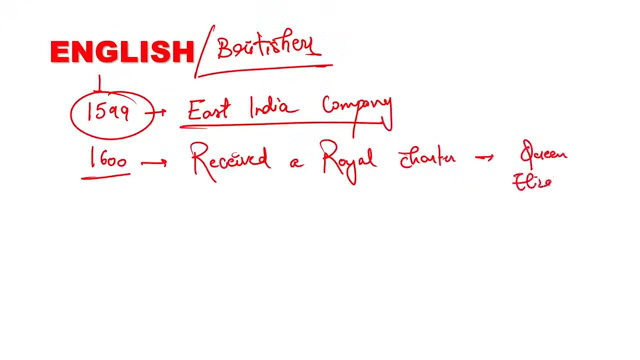 ENGLISH / Britishers
1599 → East India Company
1600 → Received a Royal charter → Queen
Eliza